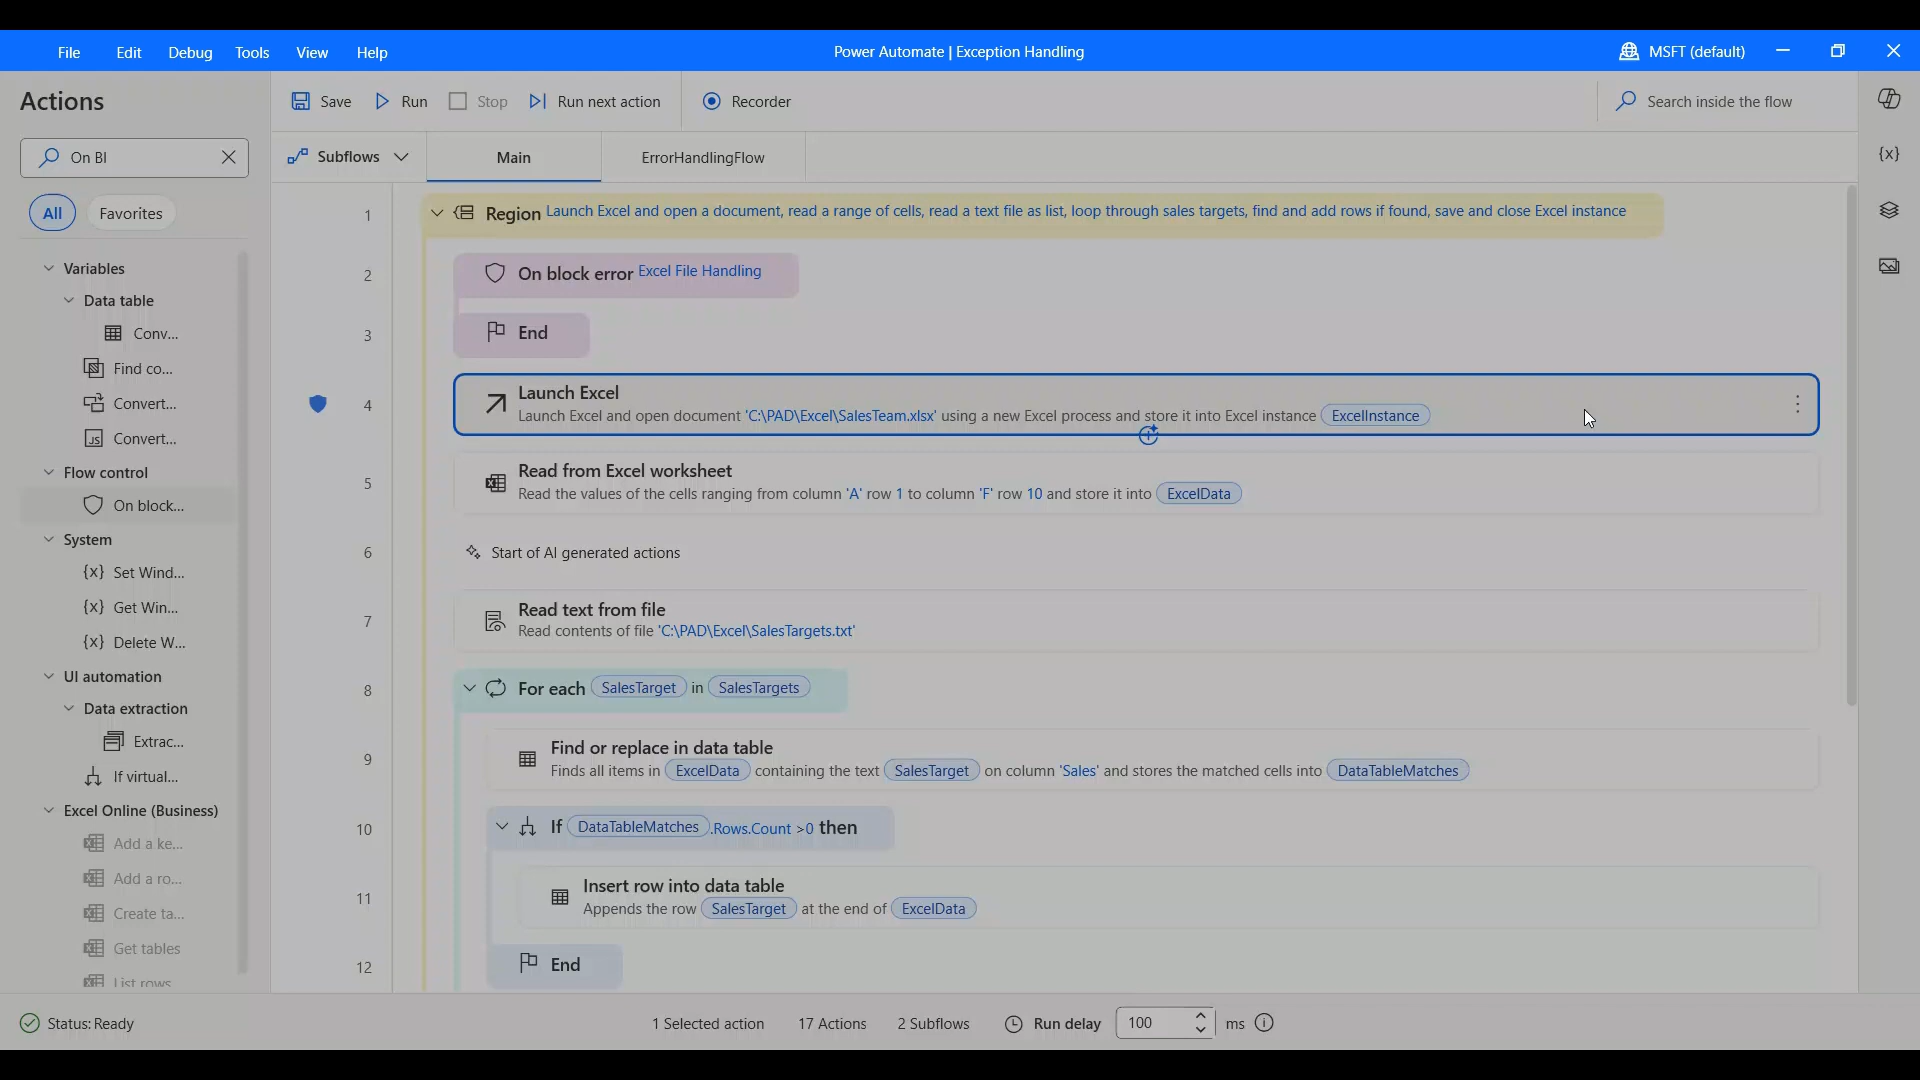 File Edit Debug Tools View Help
Power Automate | Exception Handling
MSFT (default)
Actions
Save Run Stop Run next action Recorder
Search inside the flow
On BI
Subflows Main ErrorHandlingFlow
All Favorites
Variables
Data table
Conv...
Find co...
Convert...
Convert...
Flow control
On block...
System
{x} Set Wind...
{x} Get Win...
{x} Delete W...
UI automation
Data extraction
Extrac...
If virtual...
Excel Online (Business)
Add a ke...
Add a ro...
Create ta...
Get tables
List rows
{x}
1 Region Launch Excel and open a document, read a range of cells, read a text file as list, loop through sales targets, find and add rows if found, save and close Excel instance
2 On block error Excel File Handling
3 End
4 Launch Excel
Launch Excel and open document 'C:\PAD\Excel\SalesTeam.xlsx' using a new Excel process and store it into Excel instance ExcelInstance
5 Read from Excel worksheet
Read the values of the cells ranging from column 'A' row 1 to column 'F' row 10 and store it into ExcelData
6 Start of AI generated actions
7 Read text from file
Read contents of file 'C:\PAD\Excel\SalesTargets.txt'
8 For each SalesTarget in SalesTargets
9 Find or replace in data table
Finds all items in ExcelData containing the text SalesTarget on column 'Sales' and stores the matched cells into DataTableMatches
10 If DataTableMatches .Rows.Count >0 then
11 Insert row into data table
Appends the row SalesTarget at the end of ExcelData
12 End
Status: Ready 1 Selected action 17 Actions 2 Subflows Run delay 100 ms